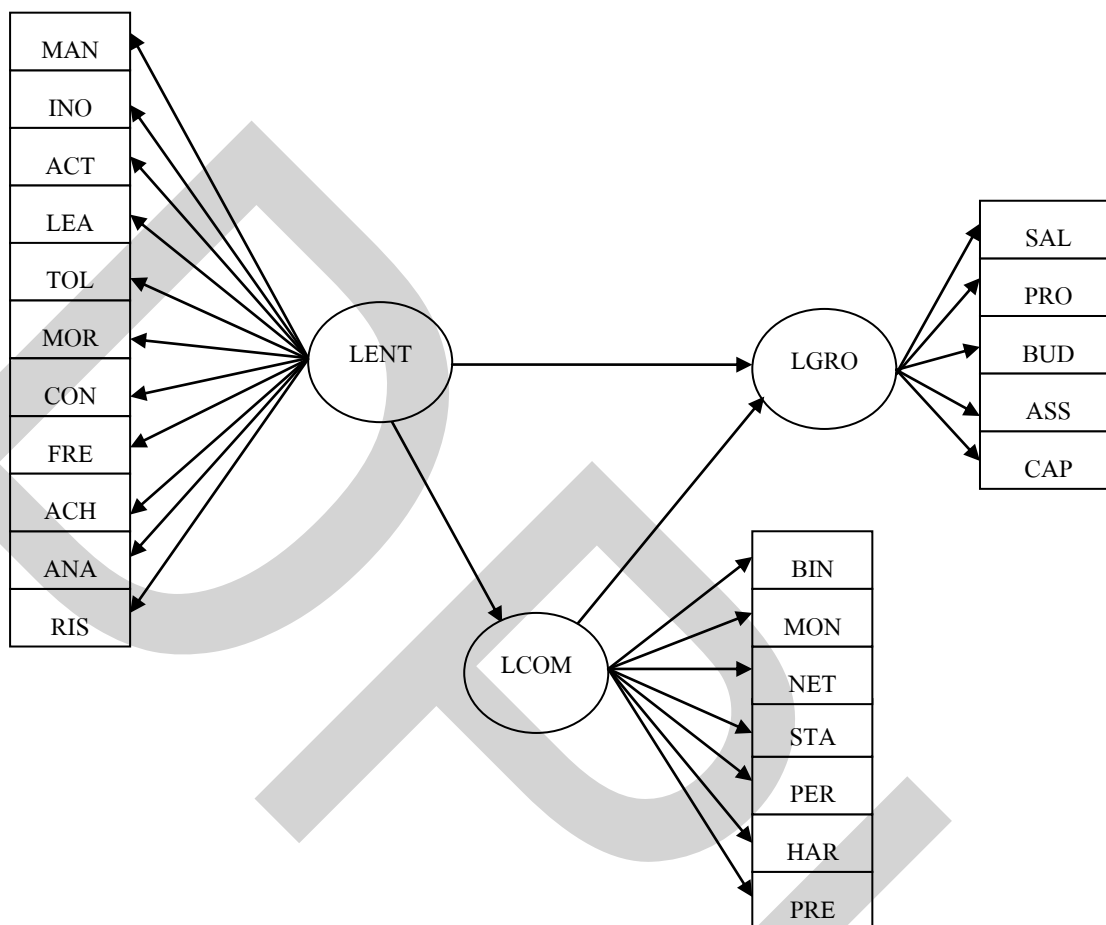 MAN
INO
ACT
LEA
TOL
MOR
CON
FRE
ACH
ANA
RIS
LENT
LGRO
LCOM
SAL
PRO
BUD
ASS
CAP
BIN
MON
NET
STA
PER
HAR
PRE